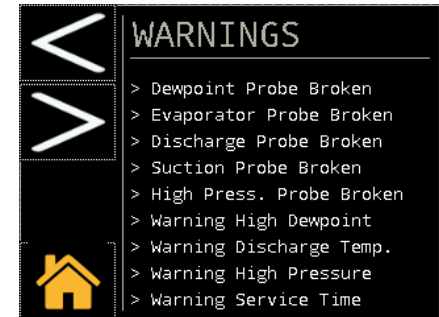 WARNINGS
> Dewpoint Probe Broken
> Evaporator Probe Broken
> Discharge Probe Broken
> Suction Probe Broken
> High Press. Probe Broken
> Warning High Dewpoint
> Warning Discharge Temp.
> Warning High Pressure
> Warning Service Time